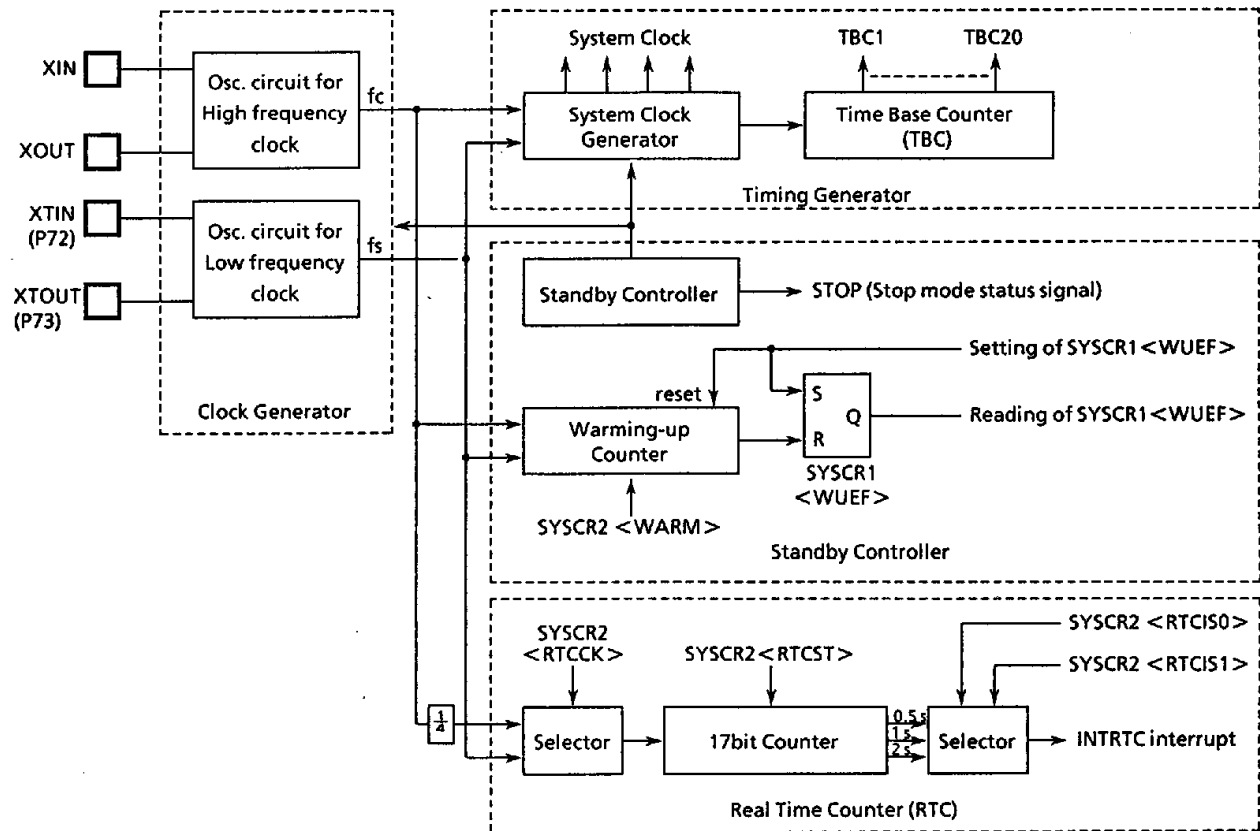 XIN
XOUT
XTIN
(P72)
XTOUT
(P73)
Osc. circuit for
High frequency
clock
fc
Osc. circuit for
Low frequency
clock
fs
Clock Generator
System Clock
TBC1
TBC20
System Clock
Generator
Time Base Counter
(TBC)
Timing Generator
Standby Controller
STOP (Stop mode status signal)
Setting of SYSCR1<WUEF>
reset
Warming-up
Counter
S
Q
R
Reading of SYSCR1<WUEF>
SYSCR1
<WUEF>
SYSCR2 <WARM>
Standby Controller
SYSCR2
<RTCCK>
SYSCR2<RTCST>
SYSCR2 <RTCIS0>
SYSCR2 <RTCIS1>
1/4
Selector
17bit Counter
0.5 s
1 s
2 s
Selector
INTRTC interrupt
Real Time Counter (RTC)